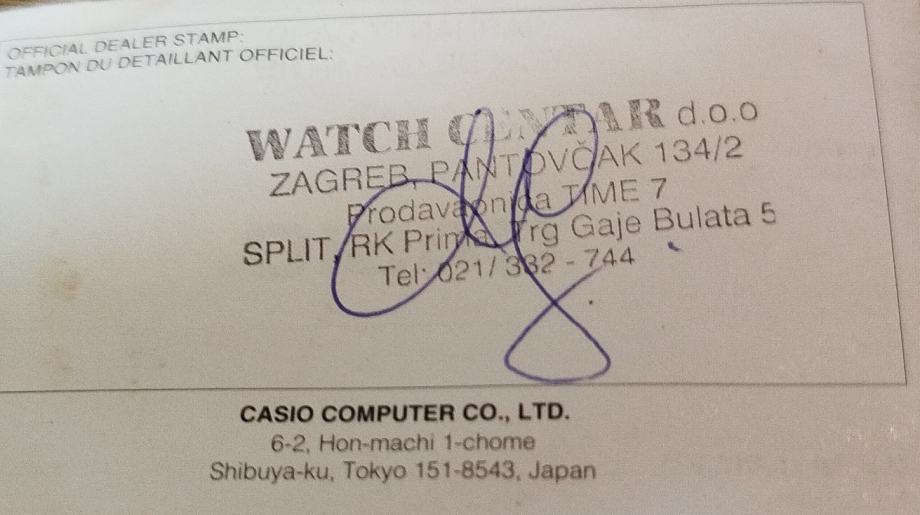 OFFICIAL DEALER STAMP:
TAMPON DU DETAILLANT OFFICIEL:
WATCH CENTAR d.o.o
ZAGREB, PANTOVČAK 134/2
Prodavaonica TIME 7
SPLIT, RK Prima, Trg Gaje Bulata 5
Tel: 021/ 332 - 744
CASIO COMPUTER CO., LTD.
6-2, Hon-machi 1-chome
Shibuya-ku, Tokyo 151-8543, Japan